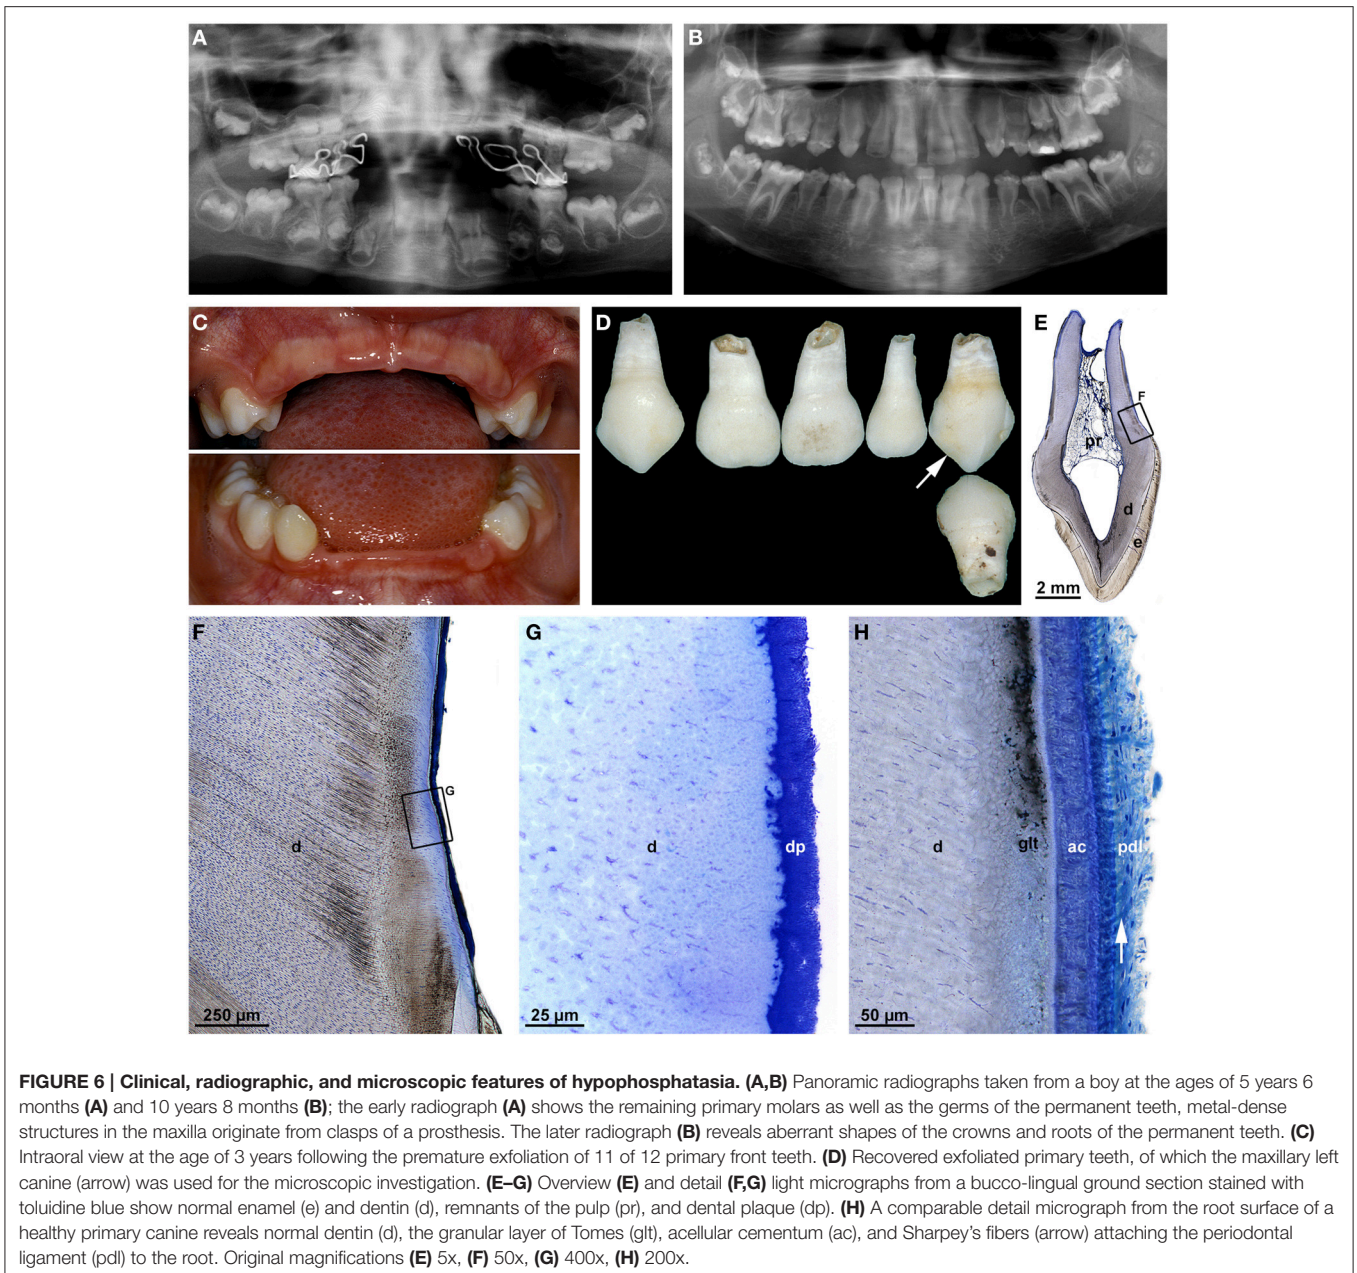 A
B
C
D
E
F
pr
d
e
2 mm
F
G
d
250 µm
G
d
dp
25 µm
H
d
glt
ac
pdl
50 µm
FIGURE 6 | Clinical, radiographic, and microscopic features of hypophosphatasia. (A,B) Panoramic radiographs taken from a boy at the ages of 5 years 6
months (A) and 10 years 8 months (B); the early radiograph (A) shows the remaining primary molars as well as the germs of the permanent teeth, metal-dense
structures in the maxilla originate from clasps of a prosthesis. The later radiograph (B) reveals aberrant shapes of the crowns and roots of the permanent teeth. (C)
Intraoral view at the age of 3 years following the premature exfoliation of 11 of 12 primary front teeth. (D) Recovered exfoliated primary teeth, of which the maxillary left
canine (arrow) was used for the microscopic investigation. (E–G) Overview (E) and detail (F,G) light micrographs from a bucco-lingual ground section stained with
toluidine blue show normal enamel (e) and dentin (d), remnants of the pulp (pr), and dental plaque (dp). (H) A comparable detail micrograph from the root surface of a
healthy primary canine reveals normal dentin (d), the granular layer of Tomes (glt), acellular cementum (ac), and Sharpey's fibers (arrow) attaching the periodontal
ligament (pdl) to the root. Original magnifications (E) 5x, (F) 50x, (G) 400x, (H) 200x.